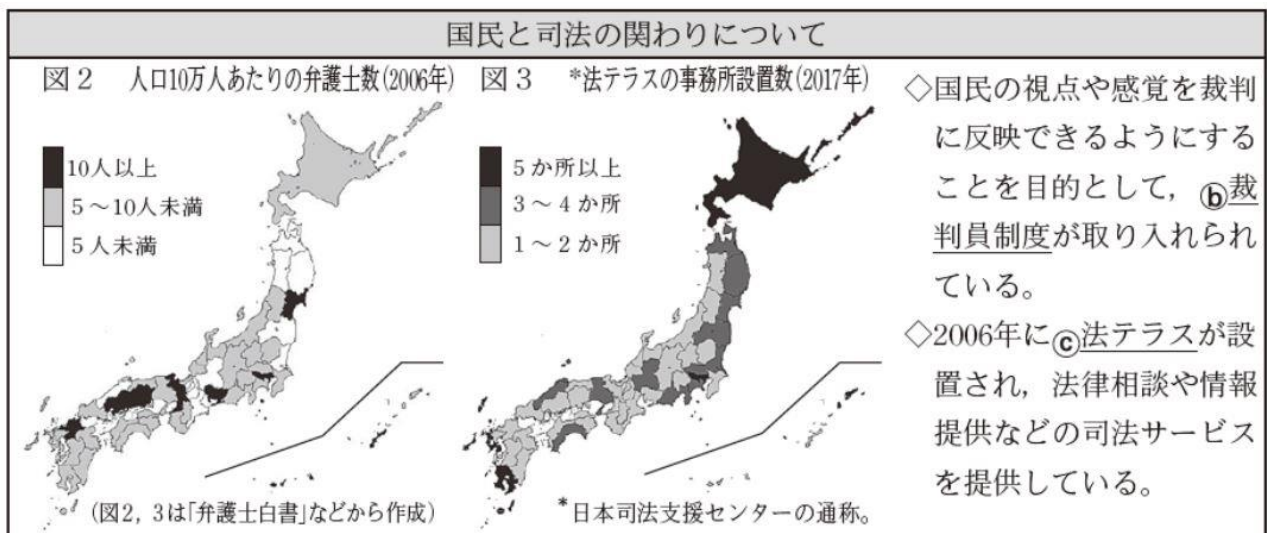 国民と司法の関わりについて
図2 人口10万人あたりの弁護士数(2006年)
10人以上
5~10人未満
5人未満
図3 *法テラスの事務所設置数(2017年)
5か所以上
3~4か所
1~2か所
(図2,3は「弁護士白書」などから作成)
*日本司法支援センターの通称。
◇国民の視点や感覚を裁判
に反映できるようにする
ことを目的として,ⓑ裁
判員制度が取り入れられ
ている。
◇2006年にⓒ法テラスが設
置され,法律相談や情報
提供などの司法サービス
を提供している。